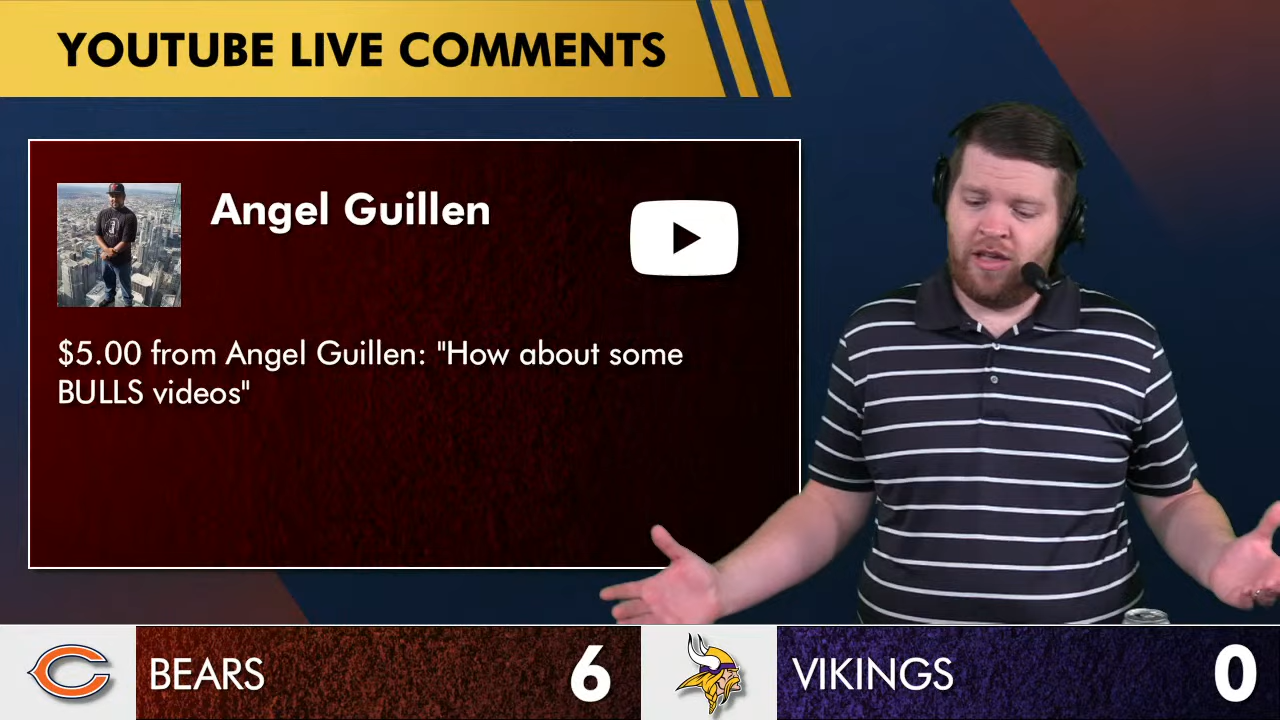 YOUTUBE LIVE COMMENTS
Angel Guillen
$5.00 from Angel Guillen: "How about some
BULLS videos"
BEARS 6 VIKINGS 0